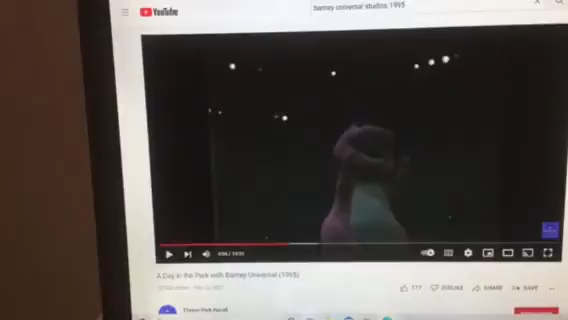 YouTube
barney universal studios 1995
A Day in the Park with Barney Universal (1995)
177
DISLIKE
SHARE
SAVE
Theme Park Recall